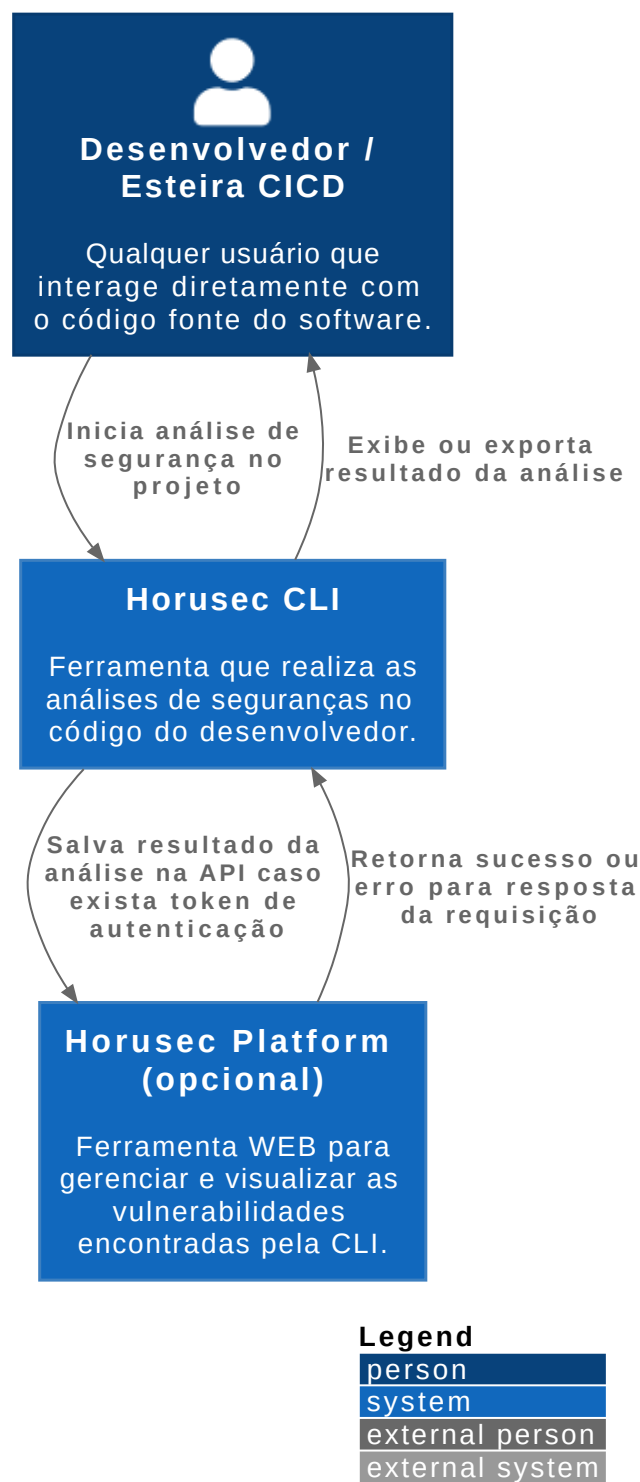 Desenvolvedor /
Esteira CICD
Qualquer usuário que
interage diretamente com
o código fonte do software.
Inicia análise de
segurança no
projeto
Exibe ou exporta
resultado da análise
Horusec CLI
Ferramenta que realiza as
análises de seguranças no
código do desenvolvedor.
Salva resultado da
análise na API caso
exista token de
autenticação
Retorna sucesso ou
erro para resposta
da requisição
Horusec Platform
(opcional)
Ferramenta WEB para
gerenciar e visualizar as
vulnerabilidades
encontradas pela CLI.
Legend
person
system
external person
external system